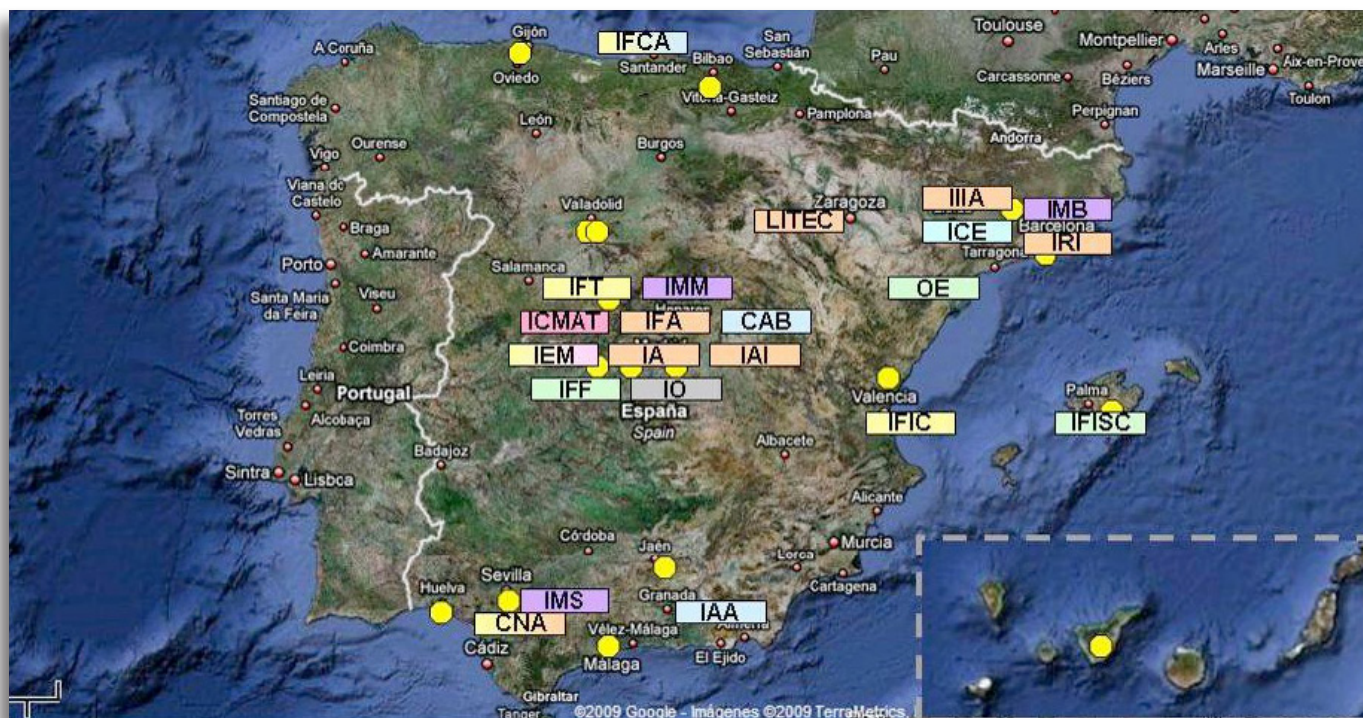 Toulouse
Montpellier
Arles
Aix-en-Prove
Marseille
Toulon
Béziers
Carcassonne
Pau
Perpignan
Andorra
Gijón
A Coruña
Oviedo
IFCA
Santander
San
Sebastián
Bilbao
Vitoria-Gasteiz
Pamplona
Santiago de
Compostela
León
Burgos
Vigo
Ourense
Viana do
Castelo
Braga
Amarante
Porto
Santa Maria
da Feira
Viseu
Valladolid
Zaragoza
LITEC
IIIA
IMB
Barcelona
ICE
IRI
Tarragona
OE
Salamanca
IFT
IMM
ICMAT
IFA
CAB
IEM
IA
IAI
IFF
IO
España
Spain
Coimbra
Leiria
Portugal
Alcobaça
Torres
Vedras
Sintra
Lisboa
Badajoz
Albacete
Valencia
IFIC
Palma
IFISC
Alicante
Murcia
Lorca
Cartagena
Córdoba
Jaén
Granada
IAA
Almería
El Ejido
Huelva
Sevilla
IMS
CNA
Vélez-Málaga
Málaga
Cádiz
Gibraltar
Tanger
©2009 Google - Imágenes ©2009 TerraMetrics,